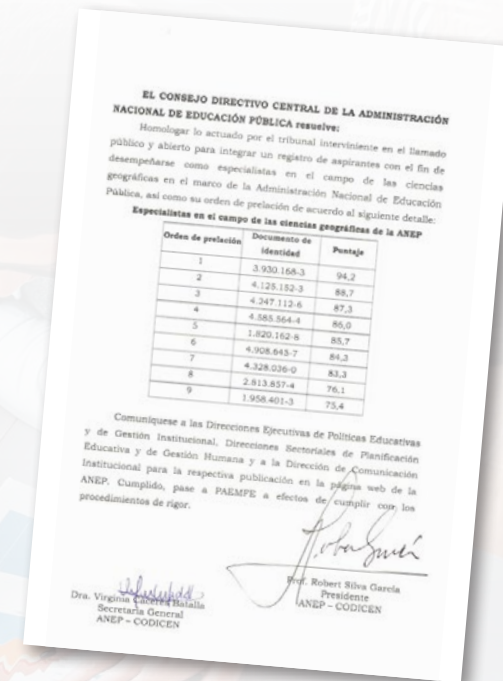 EL CONSEJO DIRECTIVO CENTRAL DE LA ADMINISTRACIÓN
NACIONAL DE EDUCACIÓN PÚBLICA resuelve:
Homologar lo actuado por el tribunal interviniente en el llamado
público y abierto para integrar un registro de aspirantes con el fin de
desempeñarse como especialistas en el campo de las ciencias
geográficas en el marco de la Administración Nacional de Educación
Pública, así como su orden de prelación de acuerdo al siguiente detalle:
Especialistas en el campo de las ciencias geográficas de la ANEP
Orden de prelación Documento de identidad Puntaje
1 3.930.168-3 94,2
2 4.125.152-3 88,7
3 4.347.112-6 87,3
4 4.585.564-4 86,0
5 1.820.162-8 85,7
6 4.908.645-7 84,3
7 4.328.036-0 83,3
8 2.813.857-4 76,1
9 1.958.401-3 75,4
Comuníquese a las Direcciones Ejecutivas de Políticas Educativas
y de Gestión Institucional, Direcciones Sectoriales de Planificación
Educativa y de Gestión Humana y a la Dirección de Comunicación
Institucional para la respectiva publicación en la página web de la
ANEP. Cumplido, pase a PAEMFE a efectos de cumplir con los
procedimientos de rigor.
Prof. Robert Silva García
Presidente
ANEP – CODICEN
Dra. Virginia Cáceres Batalla
Secretaria General
ANEP – CODICEN